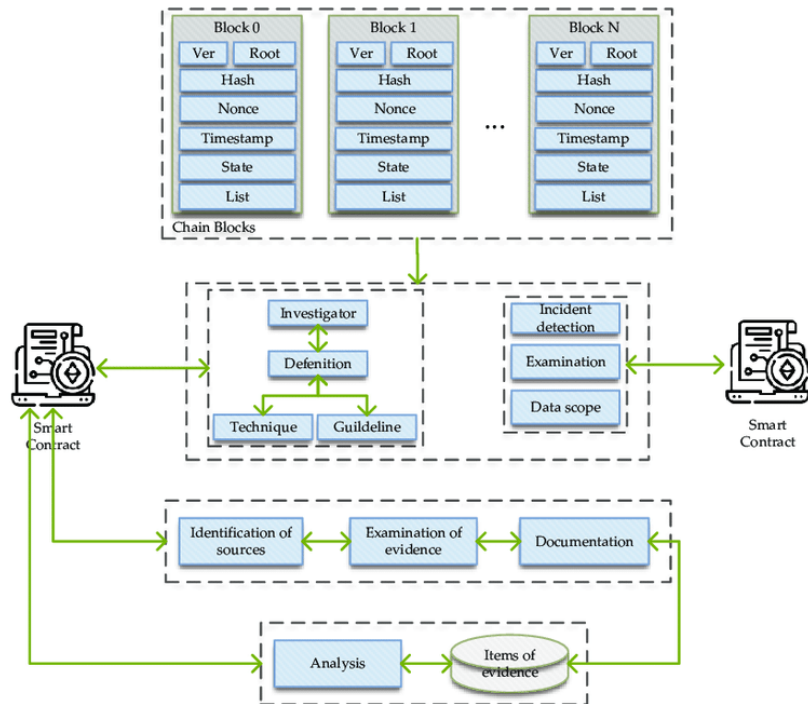 Block 0
Block 1
Block N
Ver
Root
Ver
Root
Ver
Root
Hash
Hash
Hash
Nonce
Nonce
Nonce
Timestamp
Timestamp
...
Timestamp
State
State
State
List
List
List
Chain Blocks
Investigator
Incident
detection
Defenition
Examination
Technique
Guildeline
Data scope
Smart
Contract
Smart
Contract
Identification of
sources
Examination of
evidence
Documentation
Analysis
Items of
evidence